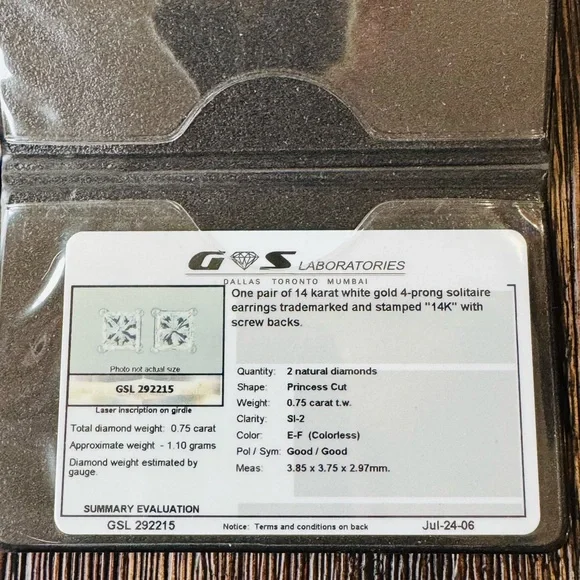 G S LABORATORIES
DALLAS TORONTO MUMBAI
One pair of 14 karat white gold 4-prong solitaire
earrings trademarked and stamped "14K" with
screw backs.
Photo not actual size
GSL 292215
Laser inscription on girdle
Total diamond weight: 0.75 carat
Approximate weight - 1.10 grams
Diamond weight estimated by
gauge.
Quantity: 2 natural diamonds
Shape: Princess Cut
Weight: 0.75 carat t.w.
Clarity: SI-2
Color: E-F (Colorless)
Pol / Sym: Good / Good
Meas: 3.85 x 3.75 x 2.97mm.
SUMMARY EVALUATION
GSL 292215
Notice: Terms and conditions on back
Jul-24-06